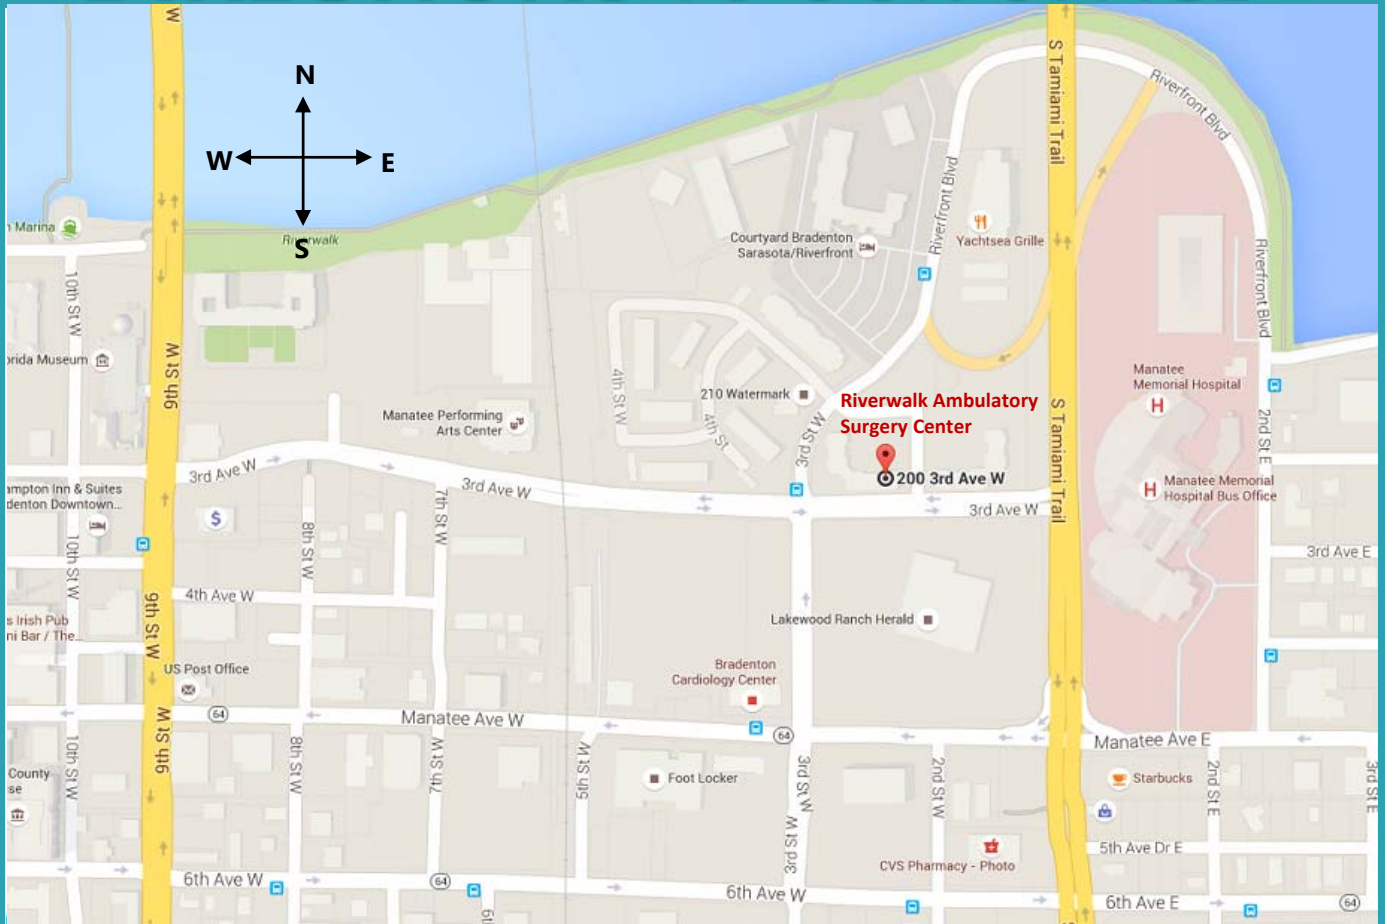 N
W
E
S
Riverwalk
n Marina
10th St W
orida Museum
9th St W
Manatee Performing
Arts Center
Courtyard Bradenton
Sarasota/Riverfront
Riverfront Blvd
Yachtsea Grille
S Tamiami Trail
Riverfront Blvd
Riverfront Blvd
4th St W
4th St
210 Watermark
3rd St W
Riverwalk Ambulatory
Surgery Center
200 3rd Ave W
S Tamiami Trail
Manatee
Memorial Hospital
H
2nd St E
H
Manatee Memorial
Hospital Bus Office
3rd Ave W
3rd Ave W
3rd Ave W
3rd Ave E
ampton Inn & Suites
denton Downtown...
$
10th St W
8th St W
7th St W
4th Ave W
9th St W
s Irish Pub
ni Bar / The...
US Post Office
Lakewood Ranch Herald
Bradenton
Cardiology Center
64
Manatee Ave W
64
Manatee Ave E
10th St W
9th St W
8th St W
7th St W
5th St W
Foot Locker
3rd St W
3rd St W
2nd St W
Starbucks
2nd St E
3rd St E
County
se
5th Ave Dr E
CVS Pharmacy - Photo
6th Ave W
64
6th Ave W
6th Ave E
64
6t
W